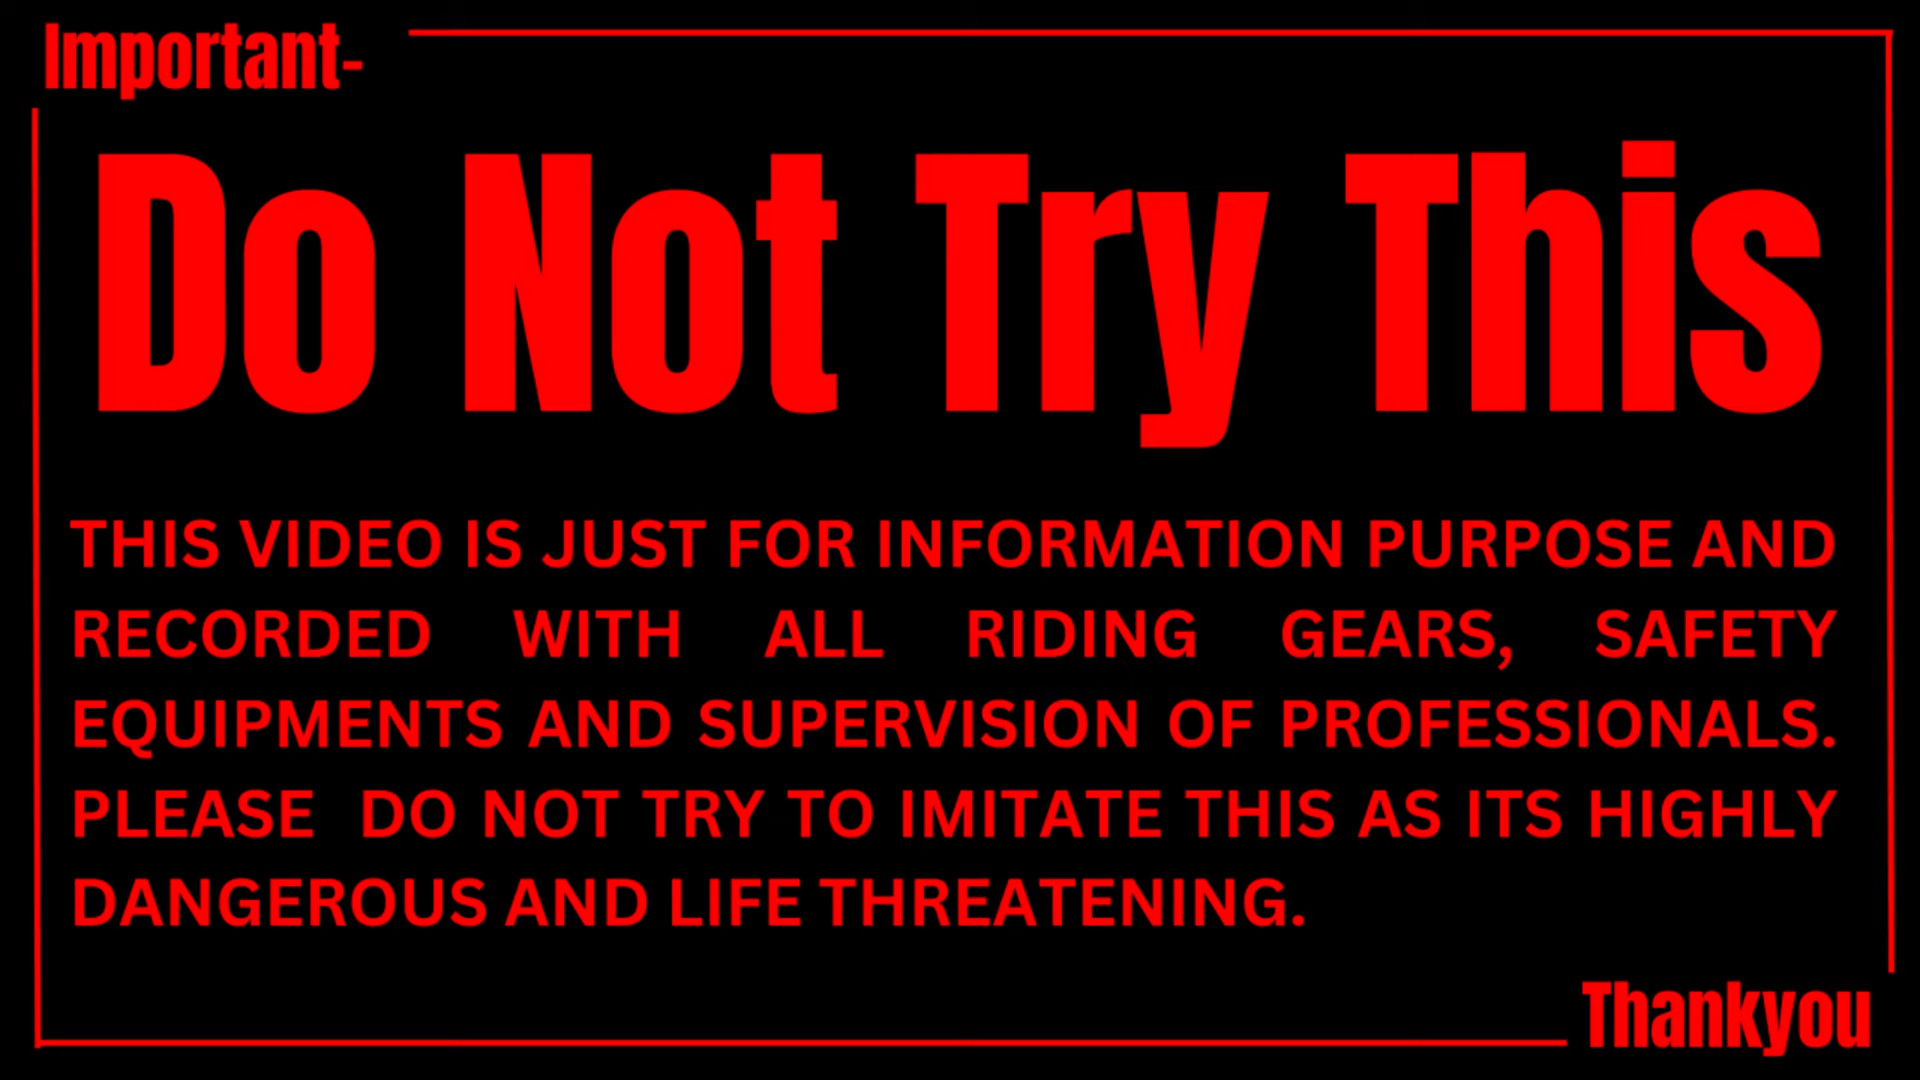 Important-
Do Not Try This
THIS VIDEO IS JUST FOR INFORMATION PURPOSE AND
RECORDED WITH ALL RIDING GEARS, SAFETY
EQUIPMENTS AND SUPERVISION OF PROFESSIONALS.
PLEASE DO NOT TRY TO IMITATE THIS AS ITS HIGHLY
DANGEROUS AND LIFE THREATENING.
Thankyou